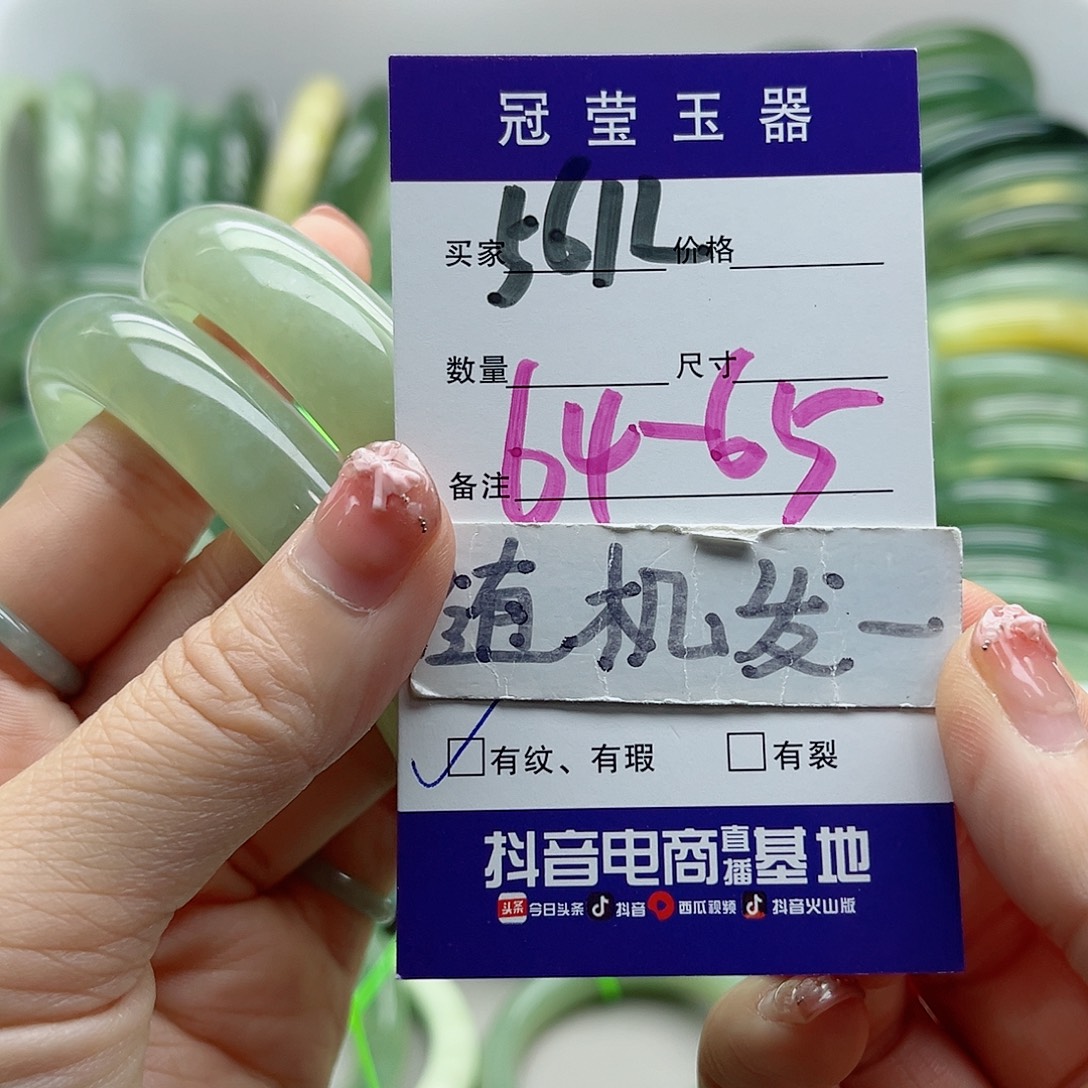 冠莹玉器
5612
买家 价格
数量 尺寸
64-65
备注
随机发一
有纹、有瑕 有裂
抖音电商直播基地
头条 今日头条 抖音 西瓜视频 抖音火山版